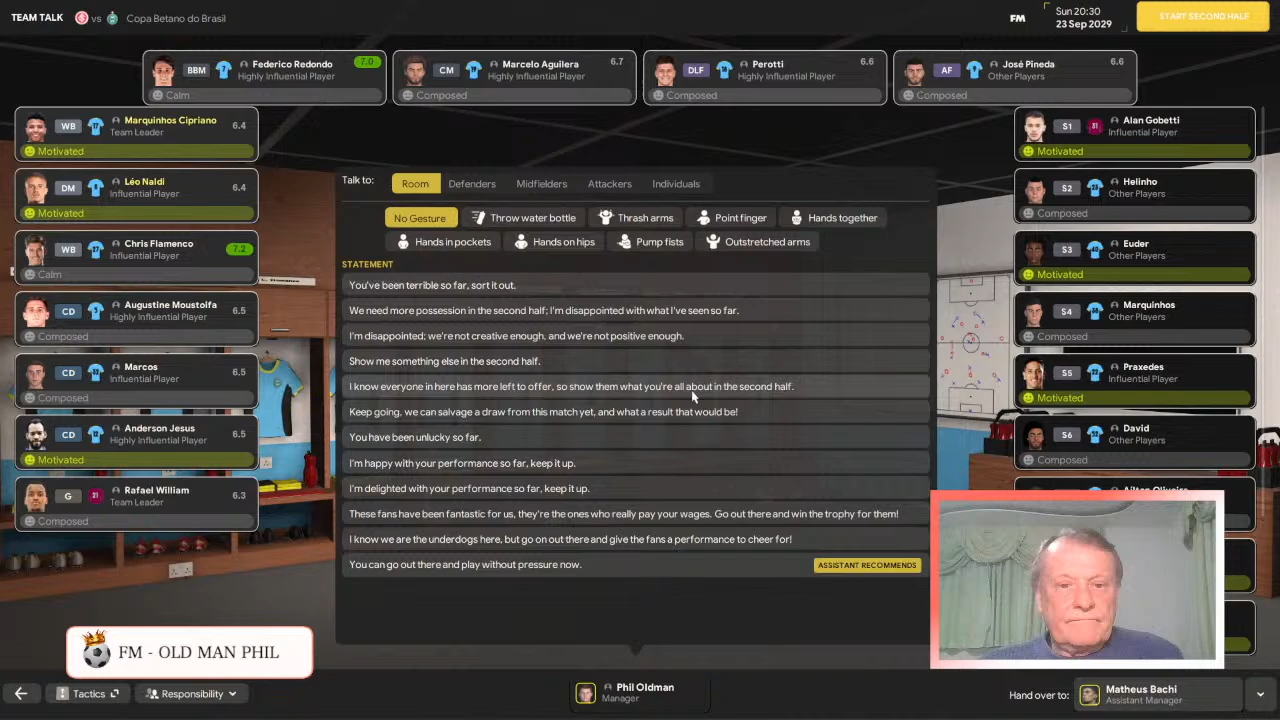 TEAM TALK
vs
Copa Betano do Brasil
FM
Sun 20:30
23 Sep 2029
START SECOND HALF
BBM
7
Federico Redondo
7.0
Highly Influential Player
Calm
CM
Marcelo Aguilera
6.7
Highly Influential Player
Composed
DLF
Perotti
6.6
Highly Influential Player
Composed
AF
José Pineda
6.6
Other Players
Composed
WB
Marquinhos Cipriano
6.4
Team Leader
Motivated
DM
Léo Naldi
6.4
Influential Player
Motivated
WB
Chris Flamenco
7.2
Influential Player
Calm
CD
Augustine Moustoifa
6.5
Highly Influential Player
Composed
CD
Marcos
6.5
Influential Player
Composed
CD
Anderson Jesus
6.5
Highly Influential Player
Motivated
G
21
Rafael William
6.3
Team Leader
Composed
Talk to:
Room
Defenders
Midfielders
Attackers
Individuals
No Gesture
Throw water bottle
Thrash arms
Point finger
Hands together
Hands in pockets
Hands on hips
Pump fists
Outstretched arms
STATEMENT
You've been terrible so far, sort it out.
We need more possession in the second half; I'm disappointed with what I've seen so far.
I'm disappointed; we're not creative enough, and we're not positive enough.
Show me something else in the second half.
I know everyone in here has more left to offer, so show them what you're all about in the second half.
Keep going, we can salvage a draw from this match yet, and what a result that would be!
You have been unlucky so far.
I'm happy with your performance so far, keep it up.
I'm delighted with your performance so far, keep it up.
These fans have been fantastic for us, they're the ones who really pay your wages. Go out there and win the trophy for them!
I know we are the underdogs here, but go on out there and give the fans a performance to cheer for!
You can go out there and play without pressure now.
ASSISTANT RECOMMENDS
S1
31
Alan Gobetti
Influential Player
Motivated
S2
Helinho
Other Players
Composed
S3
Euder
Other Players
Motivated
S4
Marquinhos
Other Players
Composed
S5
Praxedes
Influential Player
Motivated
S6
David
Other Players
Composed
Ailton Oliveira
FM - OLD MAN PHIL
Tactics
Responsibility
Phil Oldman
Manager
Hand over to:
Matheus Bachi
Assistant Manager